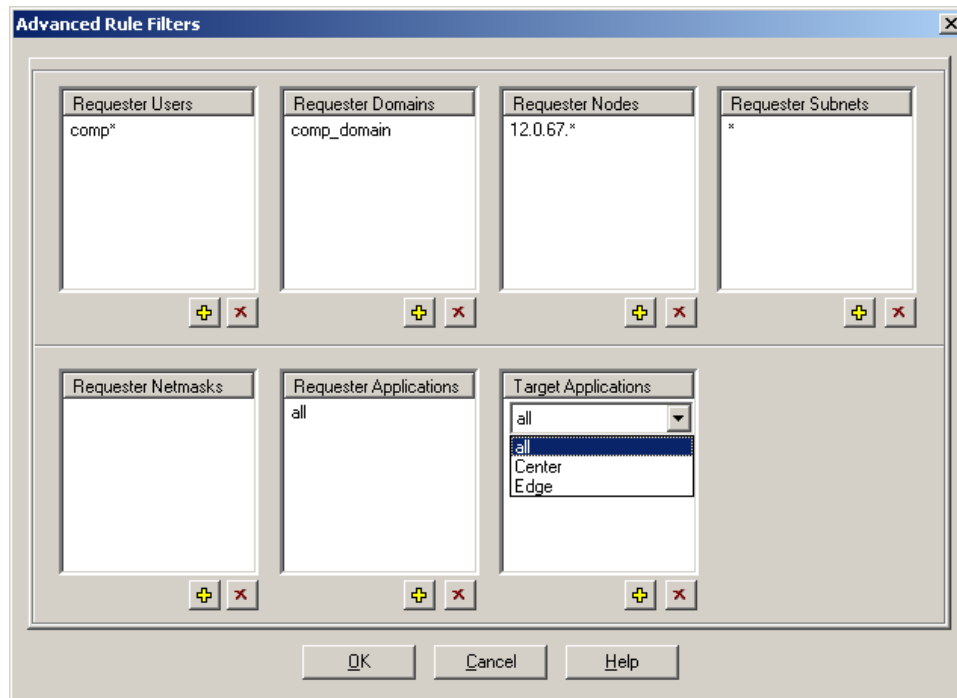 Advanced Rule Filters
Requester Users
comp*
Requester Domains
comp_domain
Requester Nodes
12.0.67.*
Requester Subnets
*
Requester Netmasks
Requester Applications
all
Target Applications
all
all
Center
Edge
OK
Cancel
Help